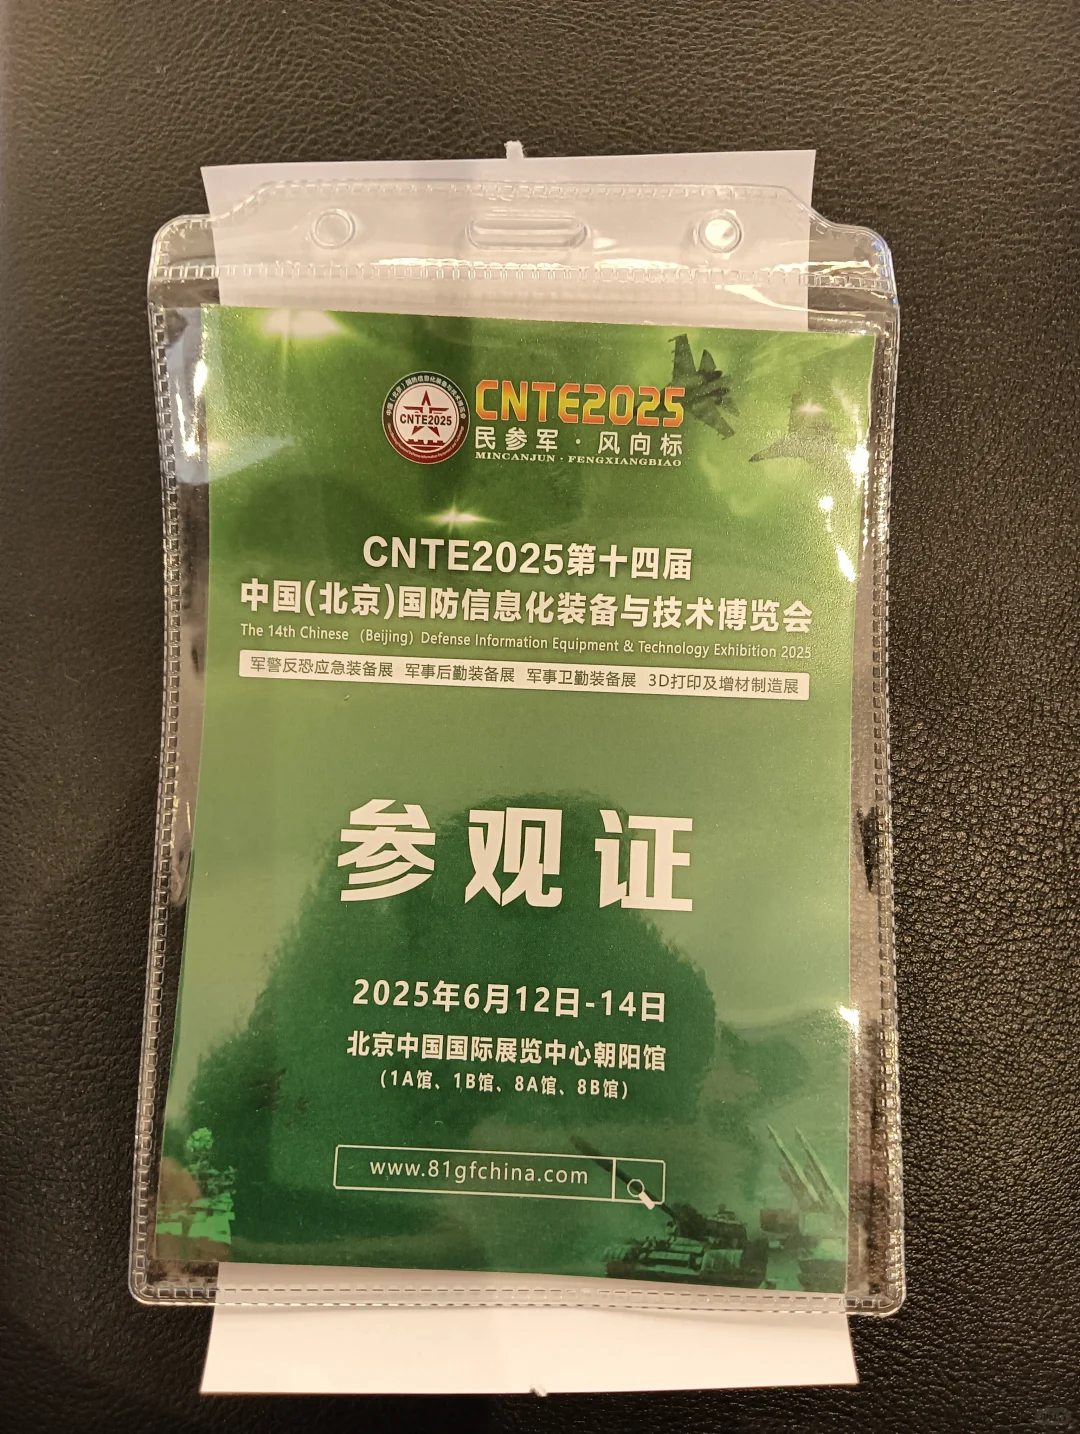 CNTE2025
CNTE2025
民参军·风向标
MINCANJUN · FENGXIANGBIAO
CNTE2025第十四届
中国(北京)国防信息化装备与技术博览会
The 14th Chinese （Beijing）Defense Information Equipment & Technology Exhibition 2025
军警反恐应急装备展 军事后勤装备展 军事卫勤装备展 3D打印及增材制造展
参观证
2025年6月12日-14日
北京中国国际展览中心朝阳馆
(1A馆、1B馆、8A馆、8B馆)
www.81gfchina.com